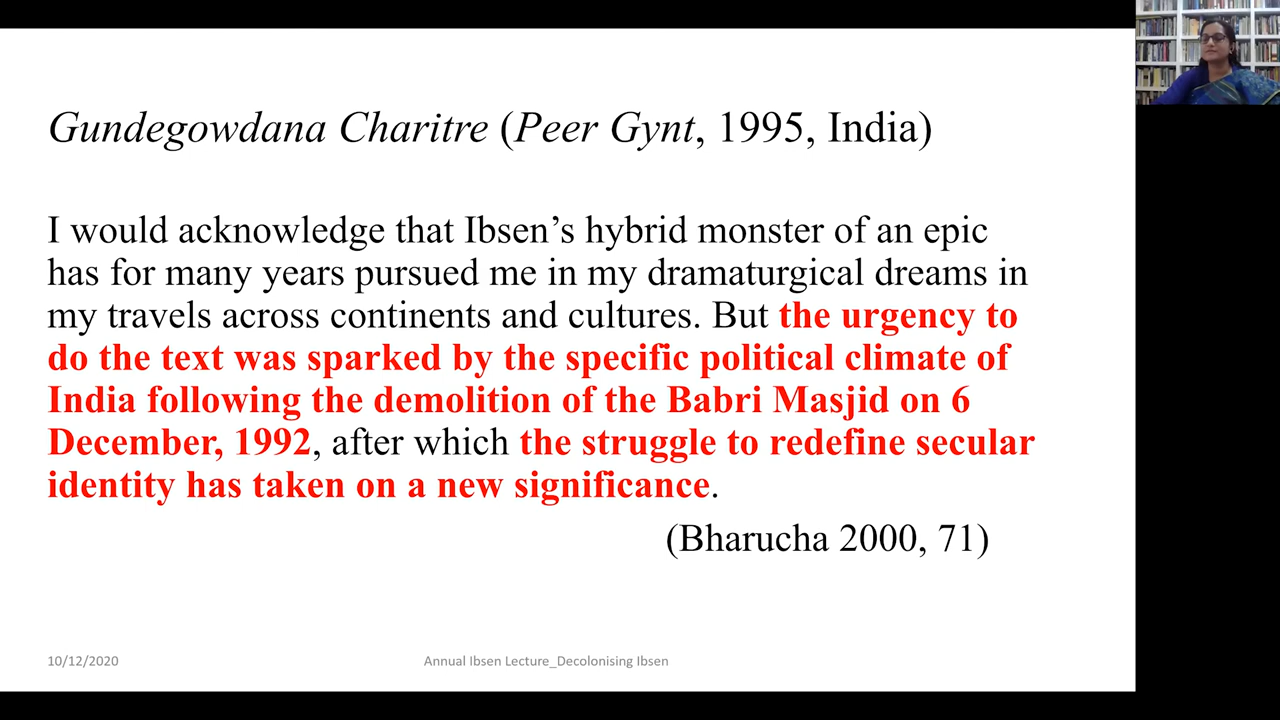 Gundegowdana Charitre (Peer Gynt, 1995, India)
I would acknowledge that Ibsen’s hybrid monster of an epic
has for many years pursued me in my dramaturgical dreams in
my travels across continents and cultures. But the urgency to
do the text was sparked by the specific political climate of
India following the demolition of the Babri Masjid on 6
December, 1992, after which the struggle to redefine secular
identity has taken on a new significance.
(Bharucha 2000, 71)
10/12/2020 Annual Ibsen Lecture_Decolonising Ibsen